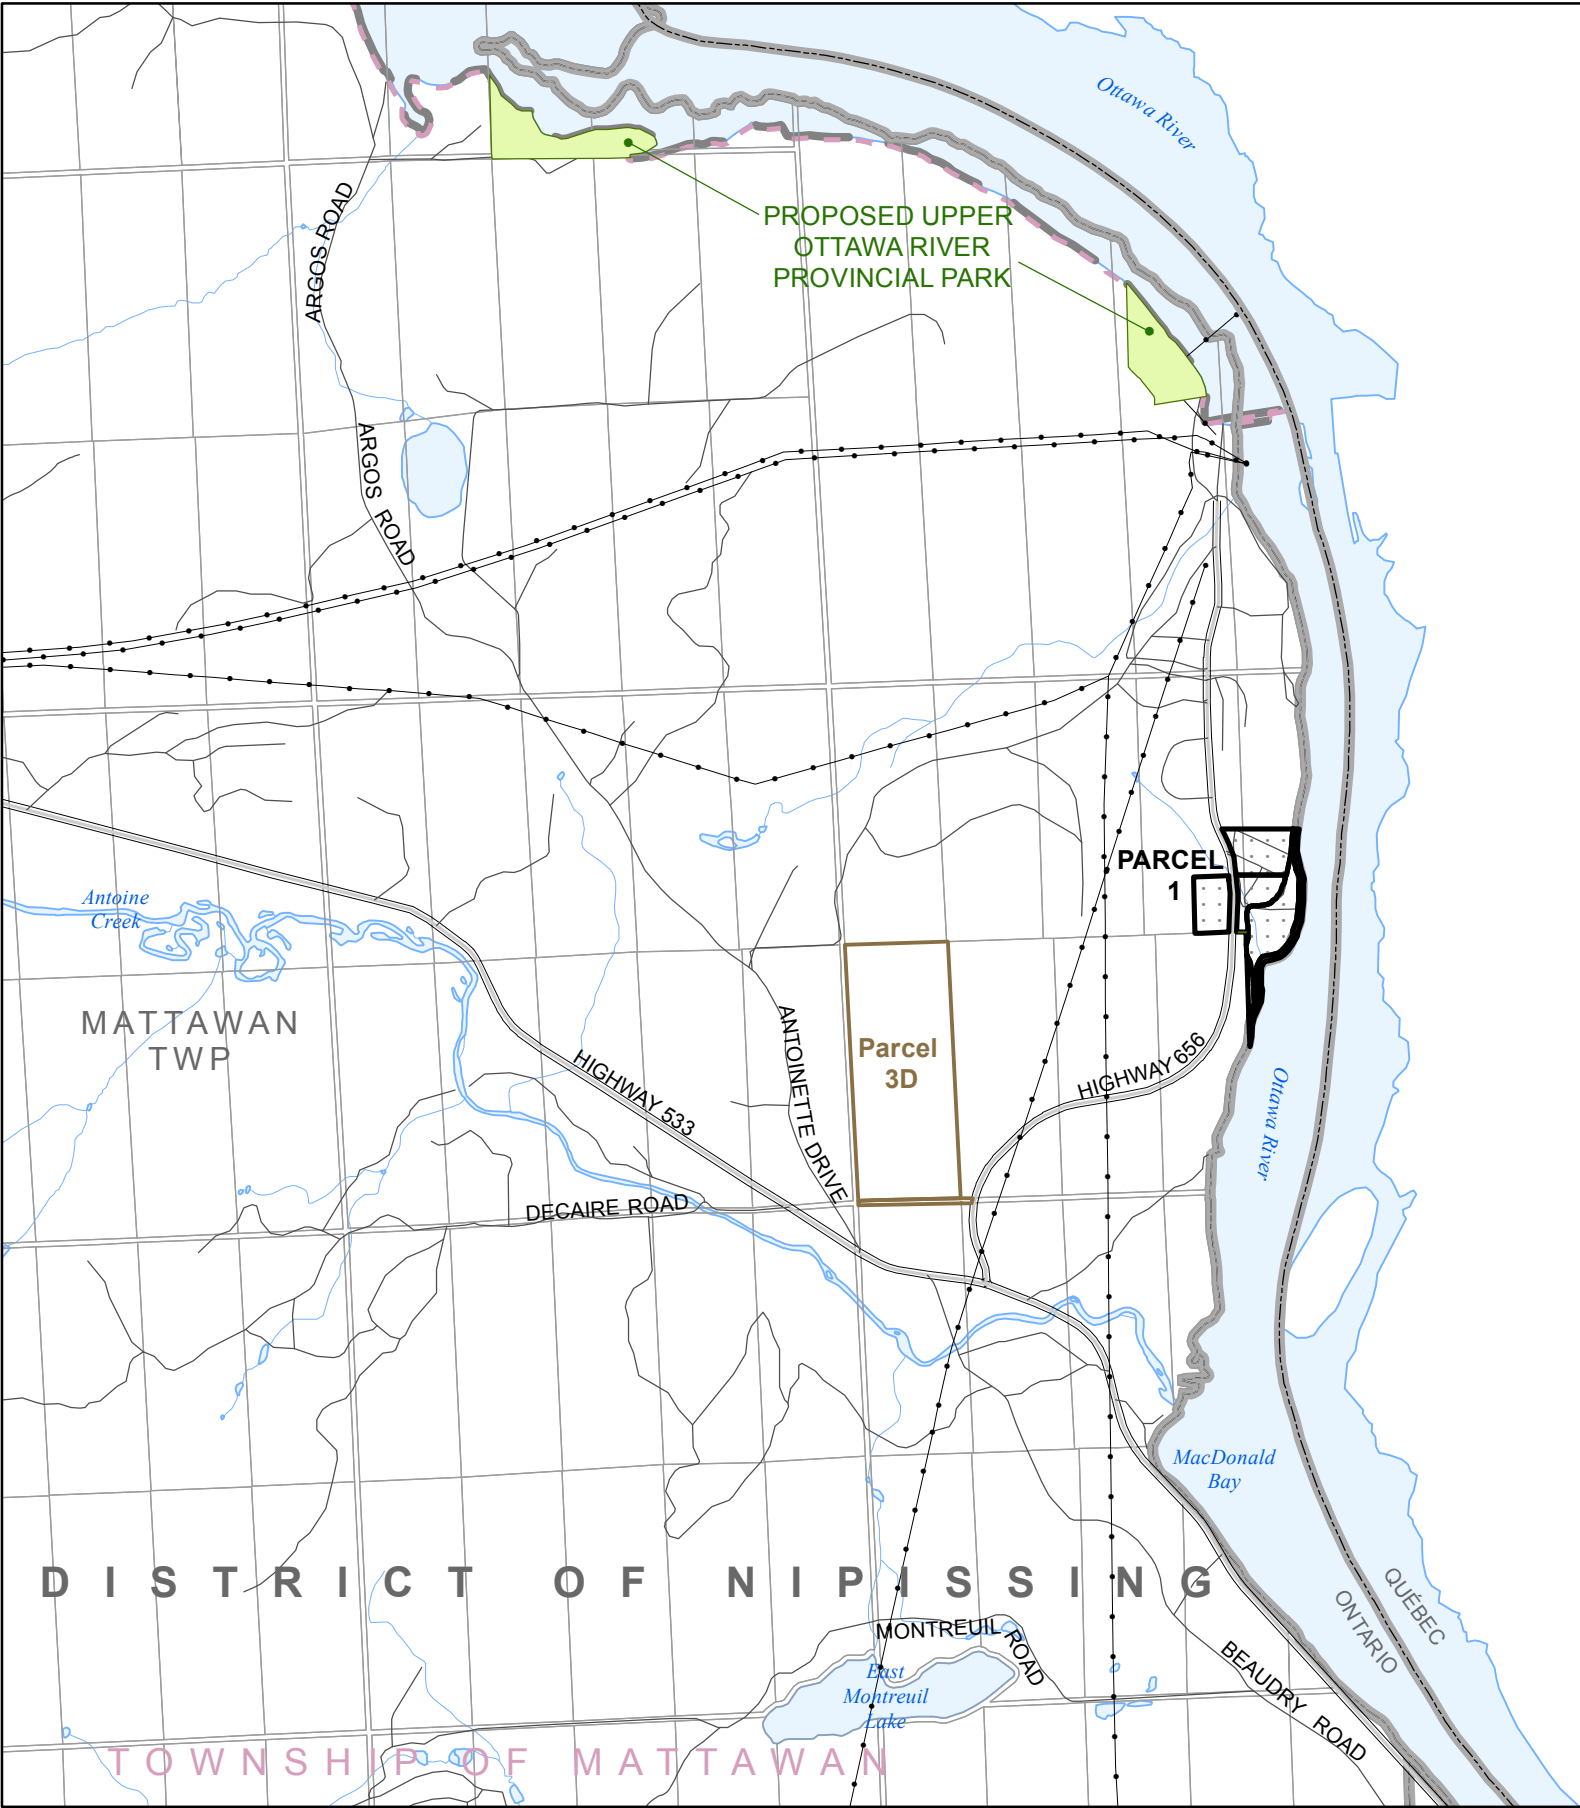 Ottawa River
PROPOSED UPPER
OTTAWA RIVER
PROVINCIAL PARK
ARGOS ROAD
ARGOS ROAD
PARCEL
1
Antoine
Creek
MATTAWAN
TWP
HIGHWAY 533
ANTOINETTE DRIVE
Parcel
3D
HIGHWAY 656
Ottawa River
DECAIRE ROAD
MacDonald
Bay
DISTRICT OF NIPISSING
QUÉBEC
ONTARIO
MONTREUIL ROAD
East
Montreuil
Lake
BEAUDRY ROAD
TOWNSHIP OF MATTAWAN